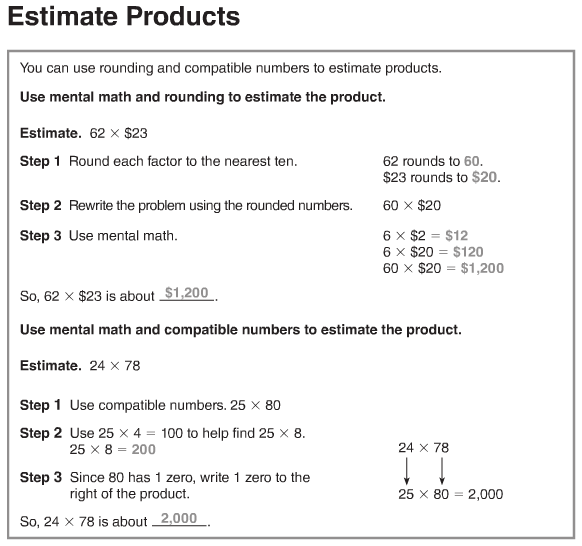 Estimate Products
You can use rounding and compatible numbers to estimate products.
Use mental math and rounding to estimate the product.
Estimate. 62 × $23
Step 1 Round each factor to the nearest ten.
62 rounds to 60.
$23 rounds to $20.
Step 2 Rewrite the problem using the rounded numbers.
60 × $20
Step 3 Use mental math.
6 × $2 = $12
6 × $20 = $120
60 × $20 = $1,200
So, 62 × $23 is about $1,200.
Use mental math and compatible numbers to estimate the product.
Estimate. 24 × 78
Step 1 Use compatible numbers. 25 × 80
Step 2 Use 25 × 4 = 100 to help find 25 × 8.
25 × 8 = 200
Step 3 Since 80 has 1 zero, write 1 zero to the
right of the product.
24 × 78
25 × 80 = 2,000
So, 24 × 78 is about 2,000.